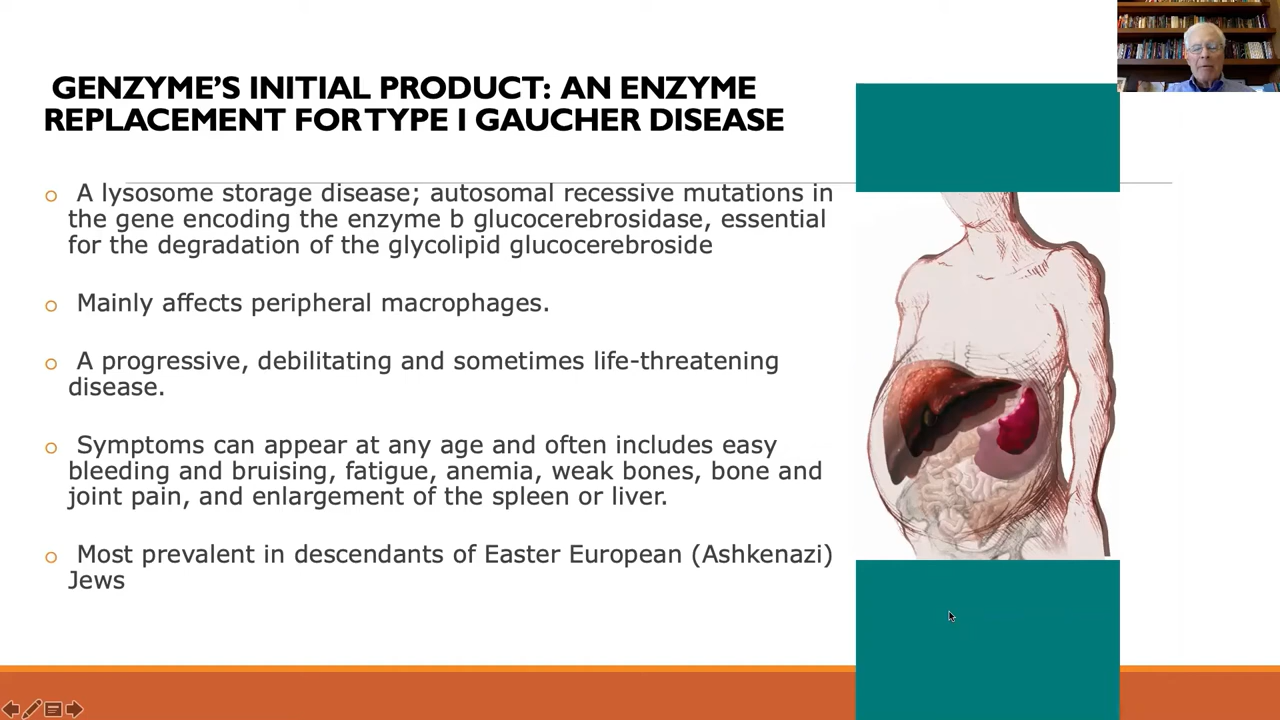 GENZYME'S INITIAL PRODUCT: AN ENZYME
REPLACEMENT FOR TYPE I GAUCHER DISEASE
o A lysosome storage disease; autosomal recessive mutations in
the gene encoding the enzyme b glucocerebrosidase, essential
for the degradation of the glycolipid glucocerebroside
o Mainly affects peripheral macrophages.
o A progressive, debilitating and sometimes life-threatening
disease.
o Symptoms can appear at any age and often includes easy
bleeding and bruising, fatigue, anemia, weak bones, bone and
joint pain, and enlargement of the spleen or liver.
o Most prevalent in descendants of Easter European (Ashkenazi)
Jews